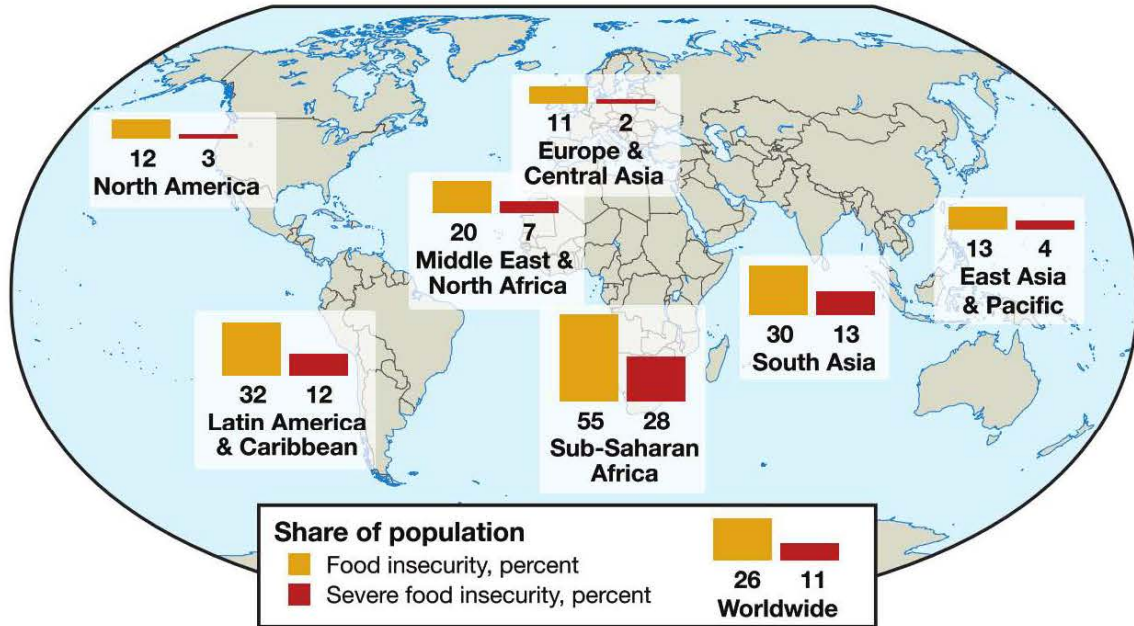 11 2
Europe &
Central Asia
12 3
North America
20 7
Middle East &
North Africa
13 4
East Asia
& Pacific
30 13
South Asia
32 12
Latin America
& Caribbean
55 28
Sub-Saharan
Africa
Share of population
Food insecurity, percent
Severe food insecurity, percent
26 11
Worldwide